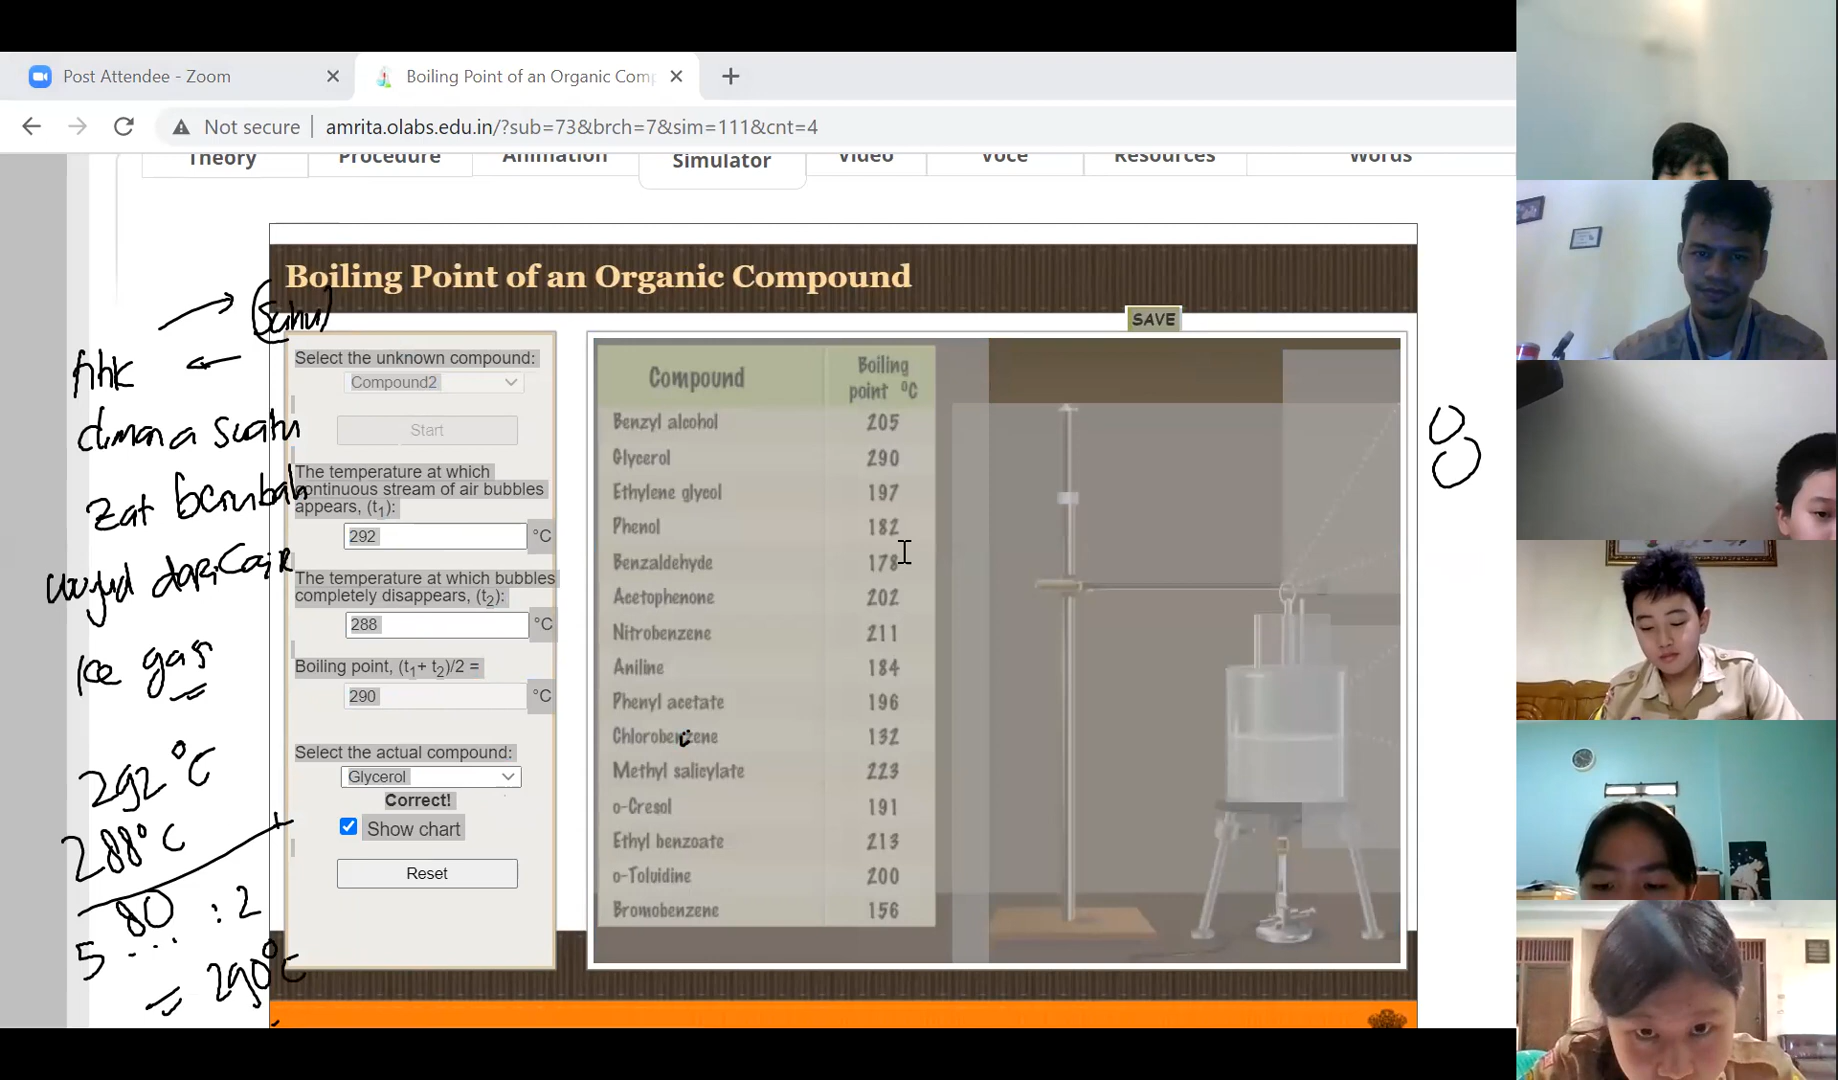 Post Attendee - Zoom
Boiling Point of an Organic Com
Not secure
amrita.olabs.edu.in/?sub=73&brch=7&sim=111&cnt=4
Theory
Procedure
Animation
Simulator
Video
Voce
Resources
Words
Boiling Point of an Organic Compound
SAVE
(suhu)
dimana suatu
zat berubah
wujud dari Cair
ke gas
292 °C
288°C
580 : 2
= 290°C
Select the unknown compound:
Compound2
Start
The temperature at which
continuous stream of air bubbles
appears, (t1):
292 °C
The temperature at which bubbles
completely disappears, (t2):
288 °C
Boiling point, (t1+ t2)/2 =
290 °C
Select the actual compound:
Glycerol
Correct!
Show chart
Reset
Compound Boiling point °C
Benzyl alcohol 205
Glycerol 290
Ethylene glycol 197
Phenol 182
Benzaldehyde 178
Acetophenone 202
Nitrobenzene 211
Aniline 184
Phenyl acetate 196
Chlorobenzene 132
Methyl salicylate 223
o-Cresol 191
Ethyl benzoate 213
o-Toluidine 200
Bromobenzene 156